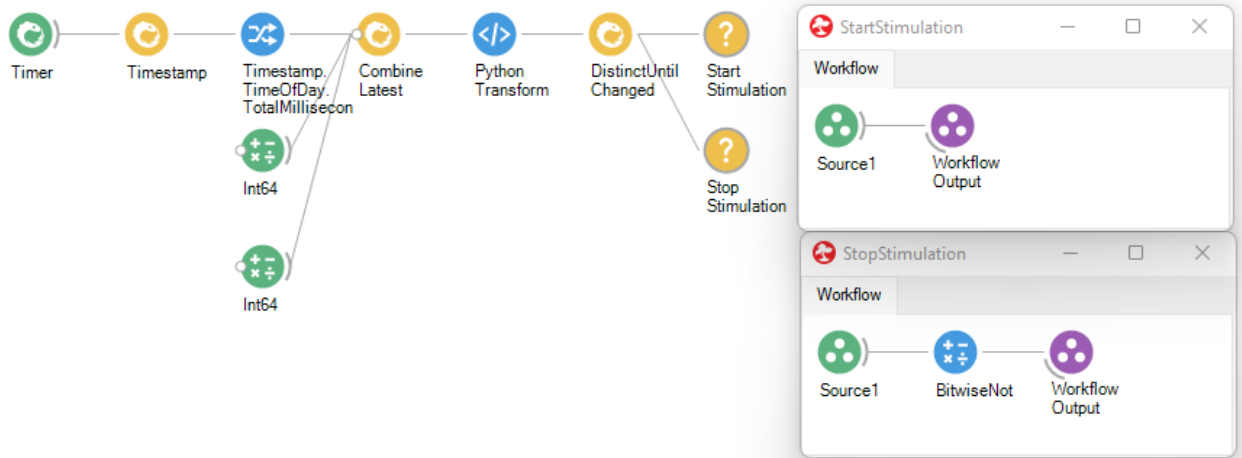 Timer
Timestamp
Timestamp.
TimeOfDay.
TotalMillisecon
Combine
Latest
Python
Transform
DistinctUntil
Changed
Start
Stimulation
Int64
Stop
Stimulation
Int64
StartStimulation
Workflow
Source1
Workflow
Output
StopStimulation
Workflow
Source1
BitwiseNot
Workflow
Output